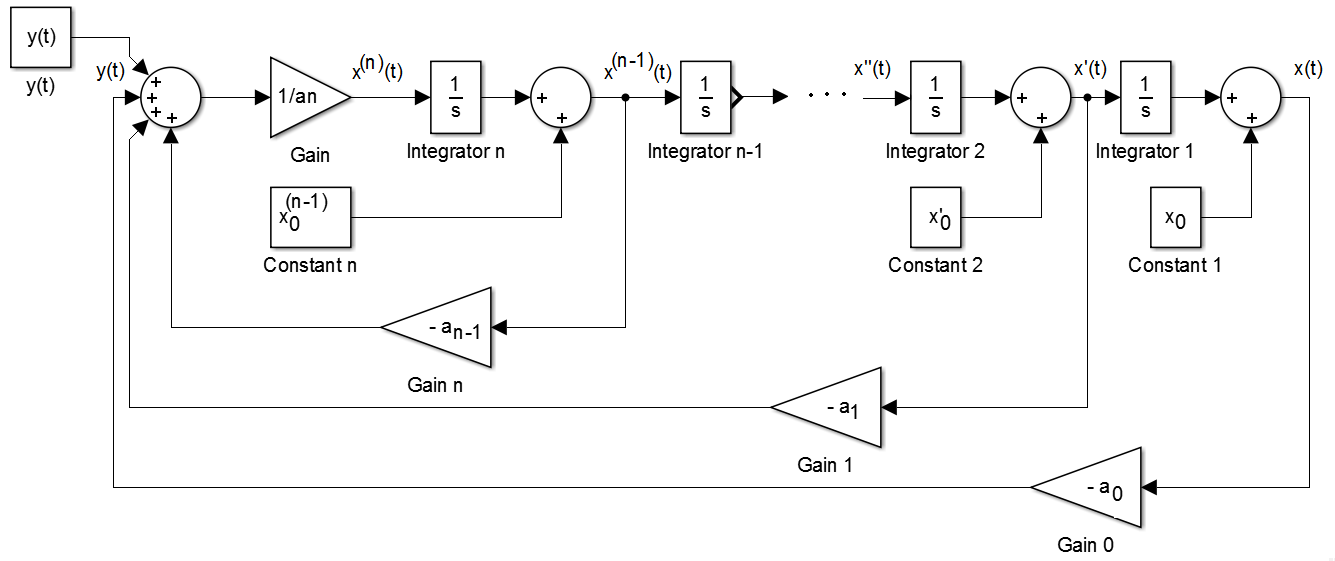 y(t)
y(t)
y(t)
+
+
+
+
1/an
Gain
x(n)(t)
1
s
Integrator n
+
+
x(n-1)(t)
1
s
Integrator n-1
. . .
x''(t)
1
s
Integrator 2
+
+
x'(t)
1
s
Integrator 1
+
+
x(t)
x0(n-1)
Constant n
x'0
Constant 2
x0
Constant 1
- an-1
Gain n
- a1
Gain 1
- a0
Gain 0